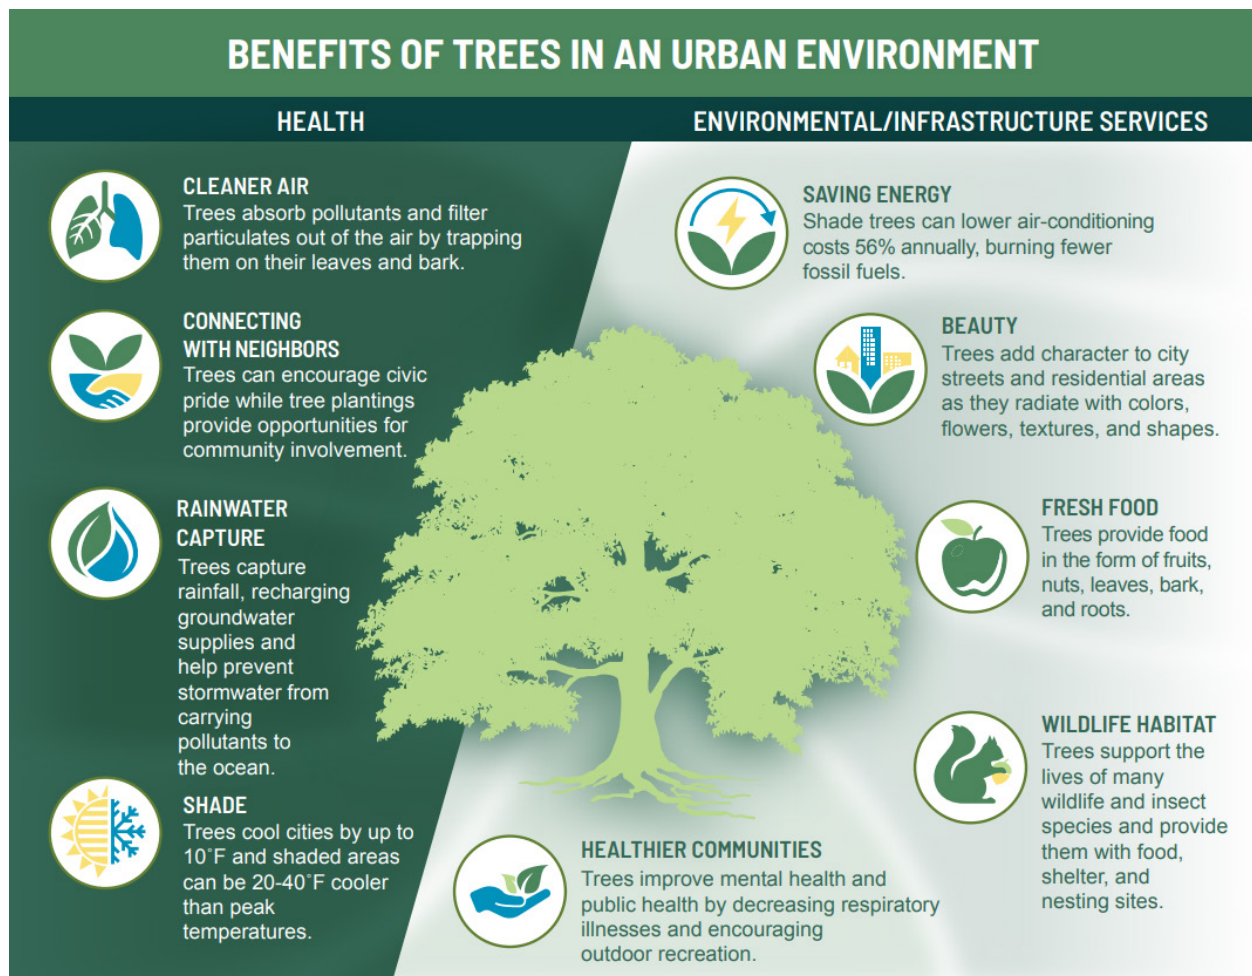 BENEFITS OF TREES IN AN URBAN ENVIRONMENT
HEALTH
CLEANER AIR
Trees absorb pollutants and filter
particulates out of the air by trapping
them on their leaves and bark.
CONNECTING
WITH NEIGHBORS
Trees can encourage civic
pride while tree plantings
provide opportunities for
community involvement.
RAINWATER
CAPTURE
Trees capture
rainfall, recharging
groundwater
supplies and
help prevent
stormwater from
carrying
pollutants to
the ocean.
SHADE
Trees cool cities by up to
10˚F and shaded areas
can be 20-40˚F cooler
than peak
temperatures.
ENVIRONMENTAL/INFRASTRUCTURE SERVICES
SAVING ENERGY
Shade trees can lower air-conditioning
costs 56% annually, burning fewer
fossil fuels.
BEAUTY
Trees add character to city
streets and residential areas
as they radiate with colors,
flowers, textures, and shapes.
FRESH FOOD
Trees provide food
in the form of fruits,
nuts, leaves, bark,
and roots.
WILDLIFE HABITAT
Trees support the
lives of many
wildlife and insect
species and provide
them with food,
shelter, and
nesting sites.
HEALTHIER COMMUNITIES
Trees improve mental health and
public health by decreasing respiratory
illnesses and encouraging
outdoor recreation.